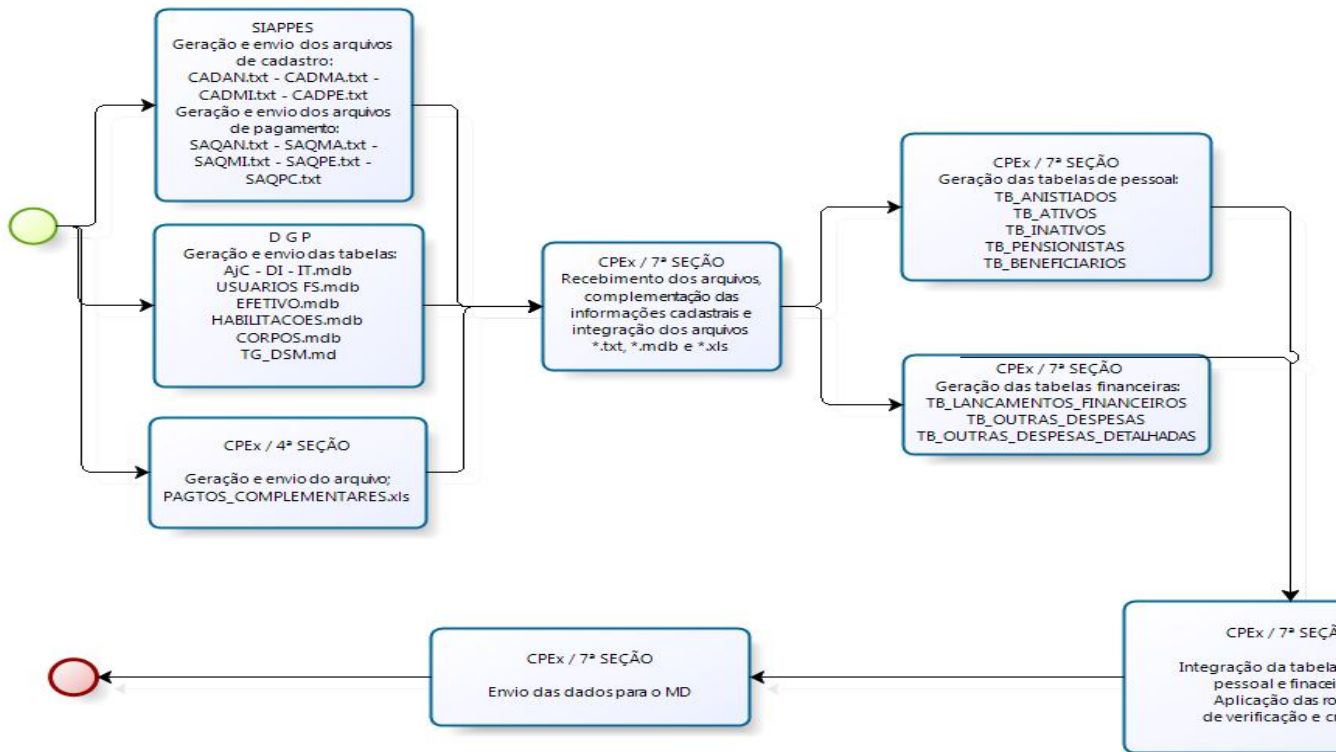 SIAPPES
Geração e envio dos arquivos
de cadastro:
CADAN.txt - CADMA.txt -
CADMI.txt - CADPE.txt
Geração e envio dos arquivos
de pagamento:
SAQAN.txt - SAQMA.txt -
SAQMI.txt - SAQPE.txt -
SAQPC.txt
D G P
Geração e envio das tabelas:
AjC - DI - IT.mdb
USUARIOS FS.mdb
EFETIVO.mdb
HABILITACOES.mdb
CORPOS.mdb
TG_DSM.md
CPEx / 4ª SEÇÃO
Geração e envio do arquivo;
PAGTOS_COMPLEMENTARES.xls
CPEx / 7ª SEÇÃO
Recebimento dos arquivos,
complementação das
informações cadastrais e
integração dos arquivos
*.txt, *.mdb e *.xls
CPEx / 7ª SEÇÃO
Geração das tabelas de pessoal:
TB_ANISTIADOS
TB_ATIVOS
TB_INATIVOS
TB_PENSIONISTAS
TB_BENEFICIARIOS
CPEx / 7ª SEÇÃO
Geração das tabelas financeiras:
TB_LANCAMENTOS_FINANCEIROS
TB_OUTRAS_DESPESAS
TB_OUTRAS_DESPESAS_DETALHADAS
CPEx / 7ª
Integração da
pessoal e
Aplicação das
de verificação e
CPEx / 7ª SEÇÃO
Envio das dados para o MD